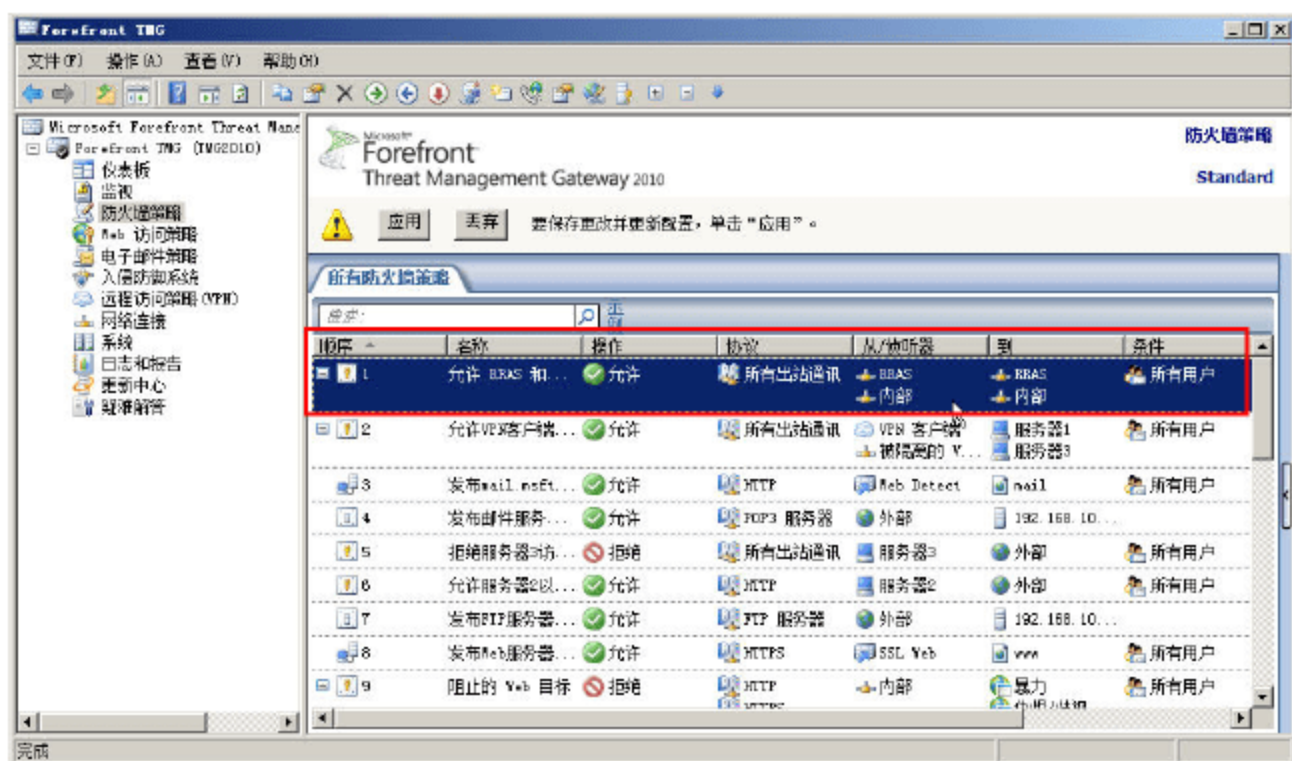 Forefront TMG
文件(F) 操作(A) 查看(V) 帮助(H)
Microsoft Forefront Threat Mana
Forefront TMG (TMG2010)
仪表板
监视
防火墙策略
Web 访问策略
电子邮件策略
入侵防御系统
远程访问策略(VPN)
网络连接
系统
日志和报告
更新中心
疑难解答
Microsoft
Forefront
Threat Management Gateway 2010
防火墙策略
Standard
应用 丢弃 要保存更改并更新配置，单击“应用”。
所有防火墙策略
搜索: 示例
顺序 名称 操作 协议 从/侦听器 到 条件
1 允许 RRAS 和... 允许 所有出站通讯 RRAS RRAS 所有用户
内部 内部
2 允许VPN客户端... 允许 所有出站通讯 VPN 客户端 服务器1 所有用户
被隔离的 V... 服务器3
3 发布mail.msft... 允许 HTTP Web Detect mail 所有用户
4 发布邮件服务... 允许 POP3 服务器 外部 192.168.10...
5 拒绝服务器3访... 拒绝 所有出站通讯 服务器3 外部 所有用户
6 允许服务器2以... 允许 HTTP 服务器2 外部 所有用户
7 发布FTP服务器... 允许 FTP 服务器 外部 192.168.10...
8 发布Web服务器... 允许 HTTPS SSL Web www 所有用户
9 阻止的 Web 目标 拒绝 HTTP 内部 暴力 所有用户
HTTPS
完成